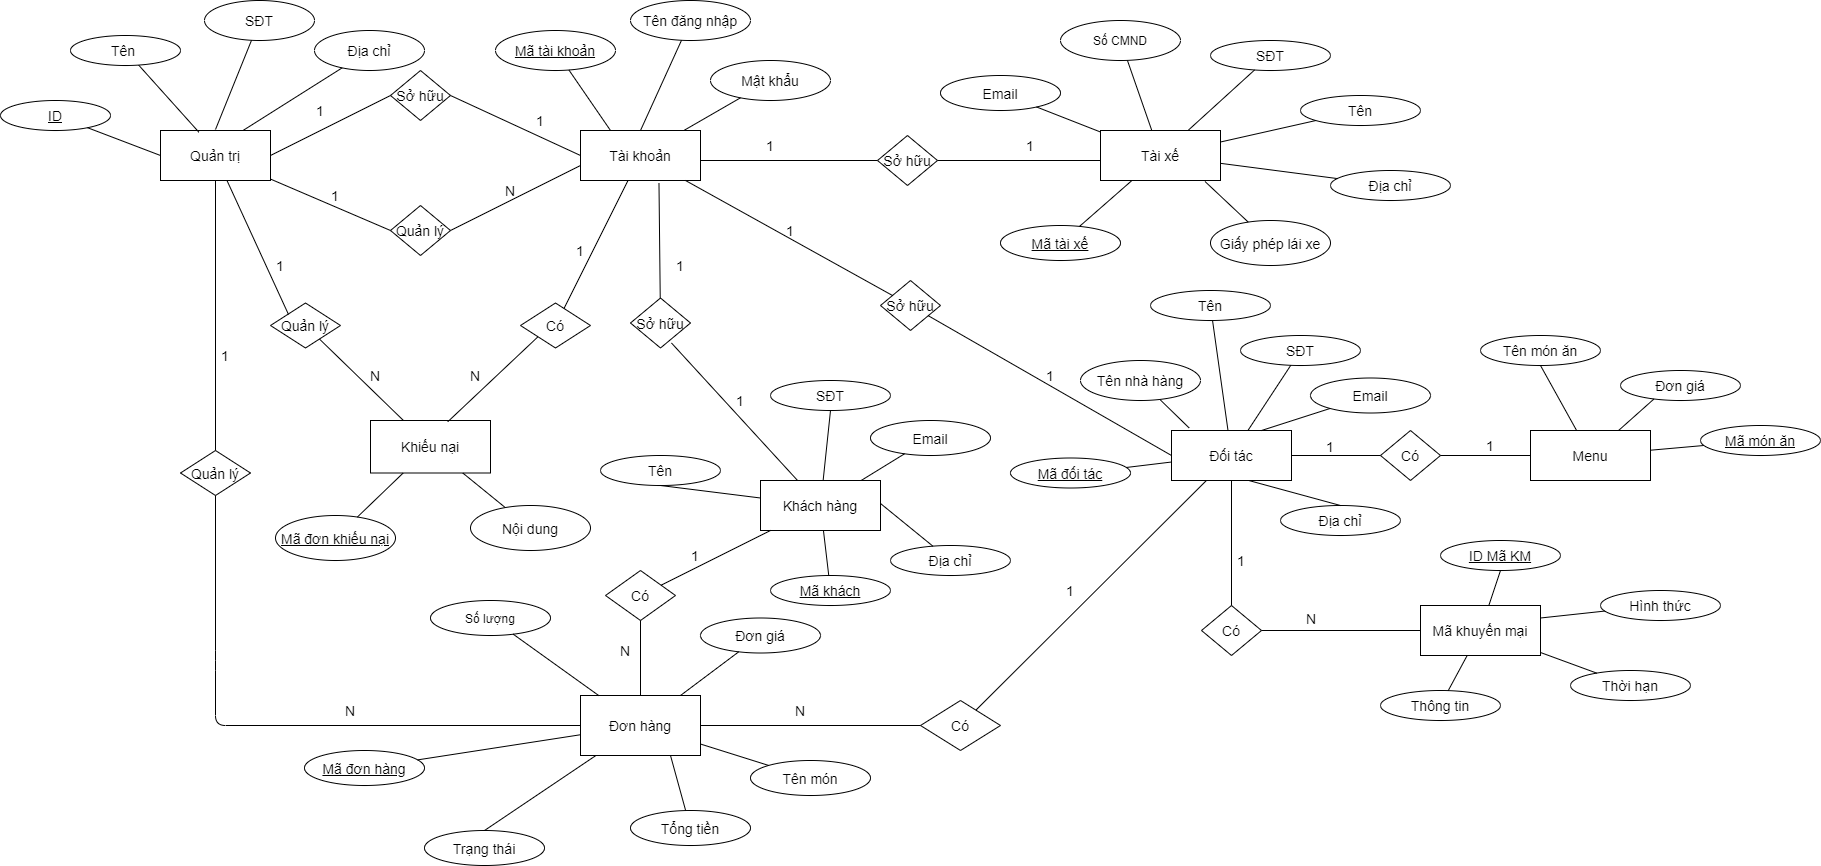 SĐT
Tên đăng nhập
Tên
Địa chỉ
Mã tài khoản
Số CMND
SĐT
Mật khẩu
Email
Sở hữu
1
Tên
ID
1
Quản trị
Tài khoản
1
Sở hữu
1
Tài xế
Địa chỉ
1
N
Quản lý
1
Mã tài xế
Giấy phép lái xe
1
1
1
Tên
Sở hữu
Quản lý
Có
Sở hữu
1
SĐT
Tên món ăn
N
N
1
Tên nhà hàng
Đơn giá
1
SĐT
Email
Email
Mã món ăn
Khiếu nại
1
Có
1
Đối tác
Menu
Quản lý
Tên
Mã đối tác
Khách hàng
Địa chỉ
Nội dung
Mã đơn khiếu nại
1
Địa chỉ
1
ID Mã KM
Mã khách
1
Có
Hình thức
Số lượng
N
Có
Mã khuyến mại
Đơn giá
N
Thời hạn
Thông tin
N
N
Đơn hàng
Có
Mã đơn hàng
Tên món
Tổng tiền
Trạng thái